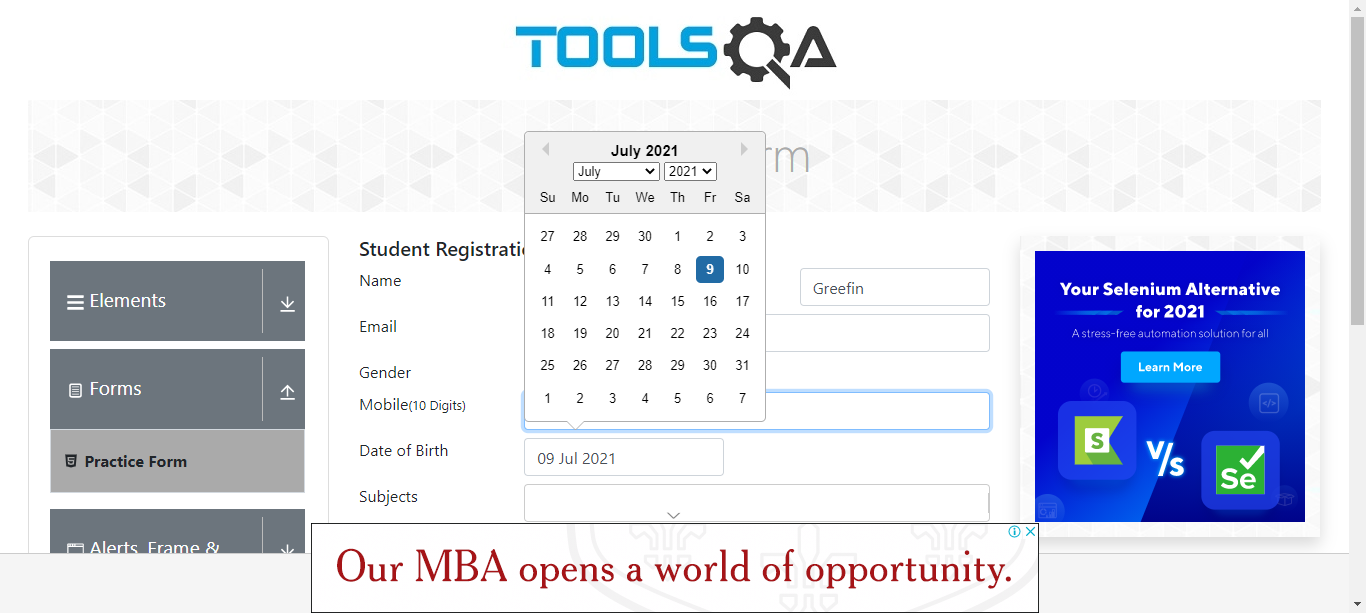 TOOLSQA
July 2021
July
2021
Su Mo Tu We Th Fr Sa
27 28 29 30 1 2 3
4 5 6 7 8 9 10
11 12 13 14 15 16 17
18 19 20 21 22 23 24
25 26 27 28 29 30 31
1 2 3 4 5 6 7
Elements
Forms
Practice Form
Alerts, Frame &
Name
Greefin
Email
Gender
Mobile(10 Digits)
Date of Birth
09 Jul 2021
Subjects
Student
Your Selenium Alternative
for 2021
A stress-free automation solution for all
Learn More
S
V/s
Se
Our MBA opens a world of opportunity.